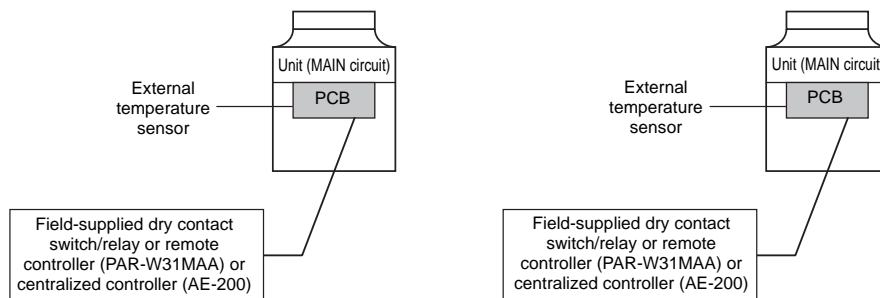 Unit (MAIN circuit)
PCB
External
temperature
sensor
Field-supplied dry contact
switch/relay or remote
controller (PAR-W31MAA) or
centralized controller (AE-200)
Unit (MAIN circuit
PCB
External
temperature
sensor
Field-supplied dry contact
switch/relay or remote
controller (PAR-W31MAA) or
centralized controller (AE-200)